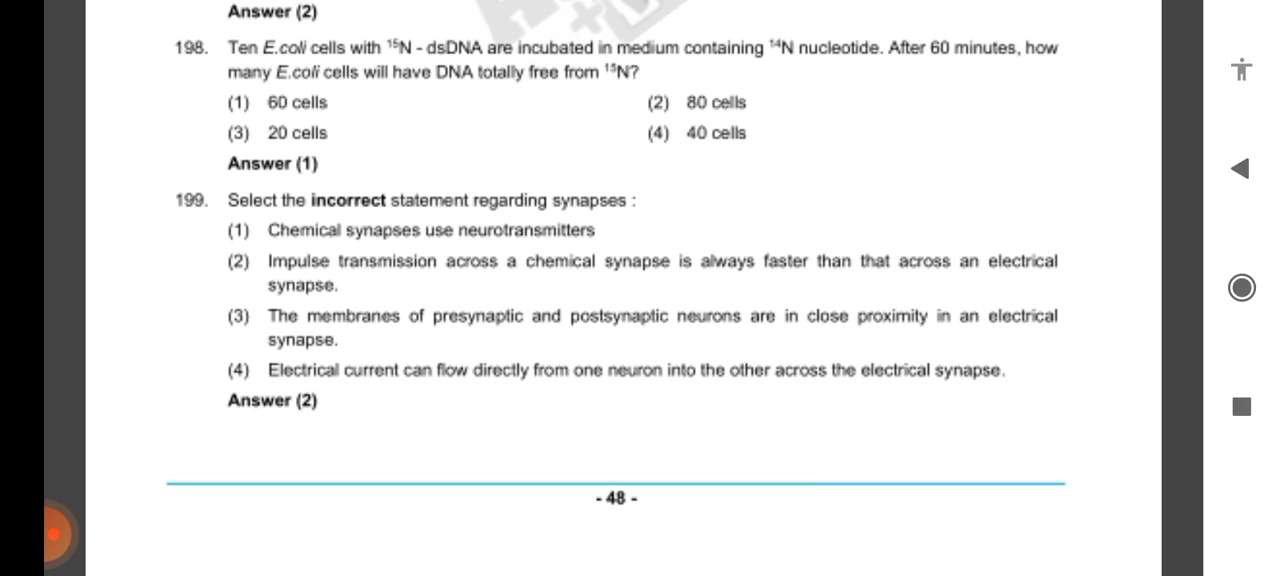 Answer (2)
198. Ten E.coli cells with ¹⁵N - dsDNA are incubated in medium containing ¹⁴N nucleotide. After 60 minutes, how
many E.coli cells will have DNA totally free from ¹⁵N?
(1) 60 cells (2) 80 cells
(3) 20 cells (4) 40 cells
Answer (1)
199. Select the incorrect statement regarding synapses :
(1) Chemical synapses use neurotransmitters
(2) Impulse transmission across a chemical synapse is always faster than that across an electrical
synapse.
(3) The membranes of presynaptic and postsynaptic neurons are in close proximity in an electrical
synapse.
(4) Electrical current can flow directly from one neuron into the other across the electrical synapse.
Answer (2)
- 48 -